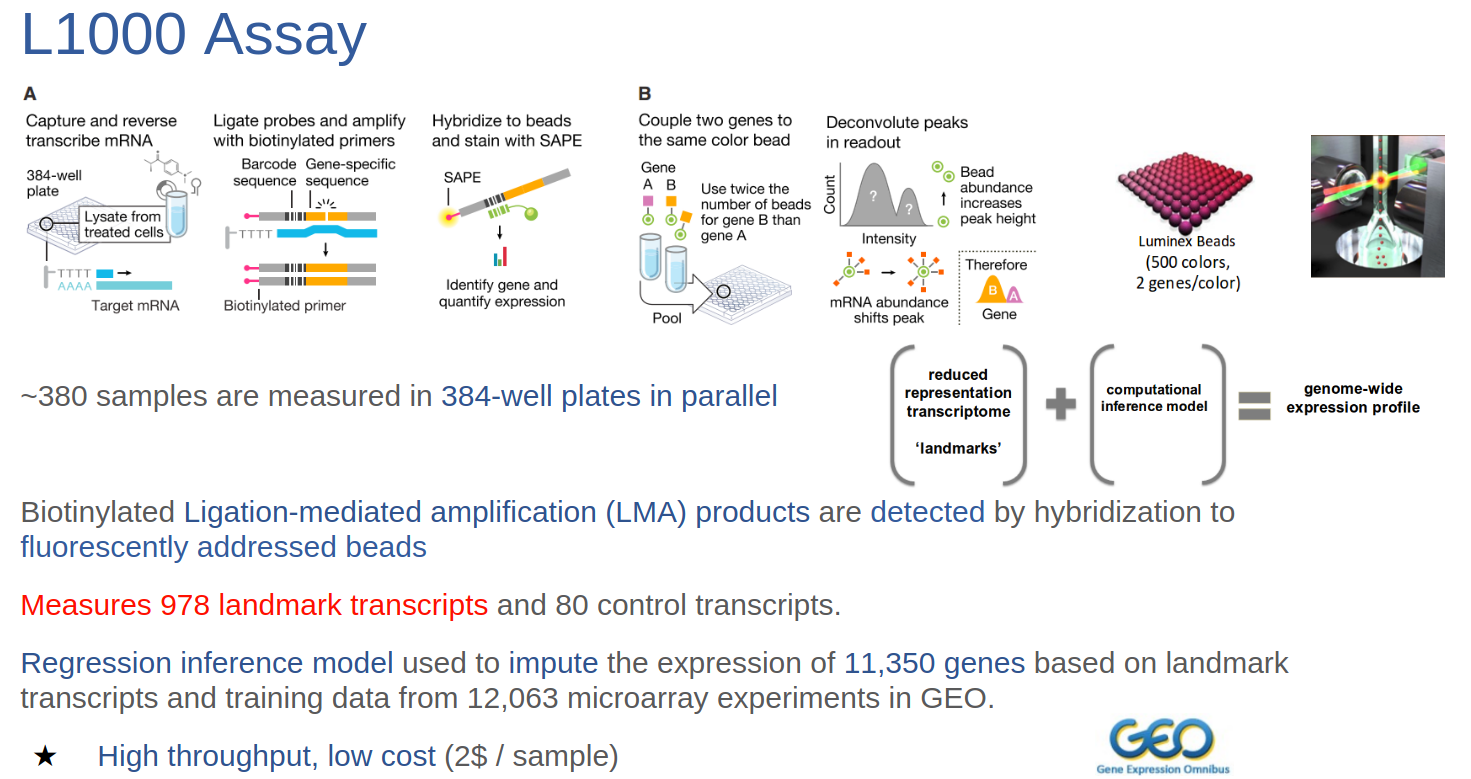 L1000 Assay
A
Capture and reverse
transcribe mRNA
384-well
plate
Lysate from
treated cells
TTTT
AAAA
Target mRNA
Ligate probes and amplify
with biotinylated primers
Barcode Gene-specific
sequence sequence
TTTT
Biotinylated primer
Hybridize to beads
and stain with SAPE
SAPE
Identify gene and
quantify expression
B
Couple two genes to
the same color bead
Gene
A B
Use twice the
number of beads
for gene B than
gene A
Pool
Deconvolute peaks
in readout
Count
?
?
Intensity
Bead
abundance
increases
peak height
mRNA abundance
shifts peak
Therefore
B
A
Gene
Luminex Beads
(500 colors,
2 genes/color)
~380 samples are measured in 384-well plates in parallel
reduced
representation
transcriptome
‘landmarks’
computational
inference model
genome-wide
expression profile
Biotinylated Ligation-mediated amplification (LMA) products are detected by hybridization to
fluorescently addressed beads
Measures 978 landmark transcripts and 80 control transcripts.
Regression inference model used to impute the expression of 11,350 genes based on landmark
transcripts and training data from 12,063 microarray experiments in GEO.
★ High throughput, low cost (2$ / sample)
GEO
Gene Expression Omnibus